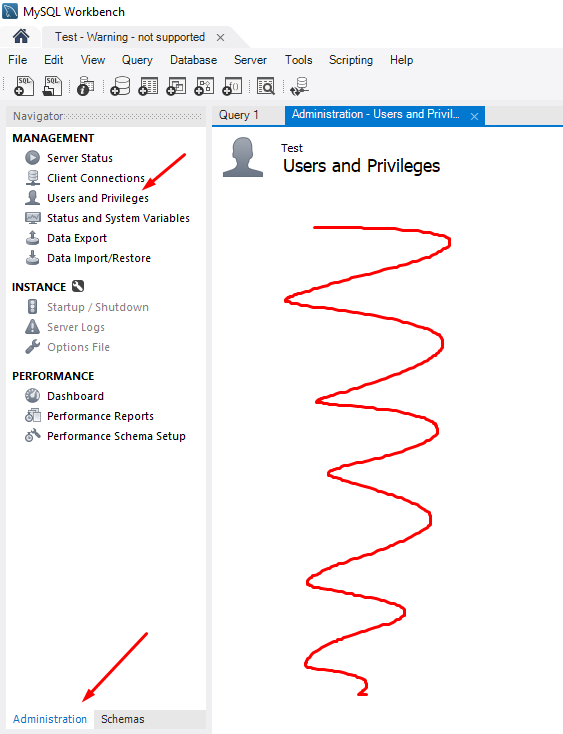 MySQL Workbench
Test - Warning - not supported
File Edit View Query Database Server Tools Scripting Help
SQL SQL
Navigator
Query 1 Administration - Users and Privil...
MANAGEMENT
Server Status
Client Connections
Users and Privileges
Status and System Variables
Data Export
Data Import/Restore
INSTANCE
Startup / Shutdown
Server Logs
Options File
PERFORMANCE
Dashboard
Performance Reports
Performance Schema Setup
Administration Schemas
Test
Users and Privileges